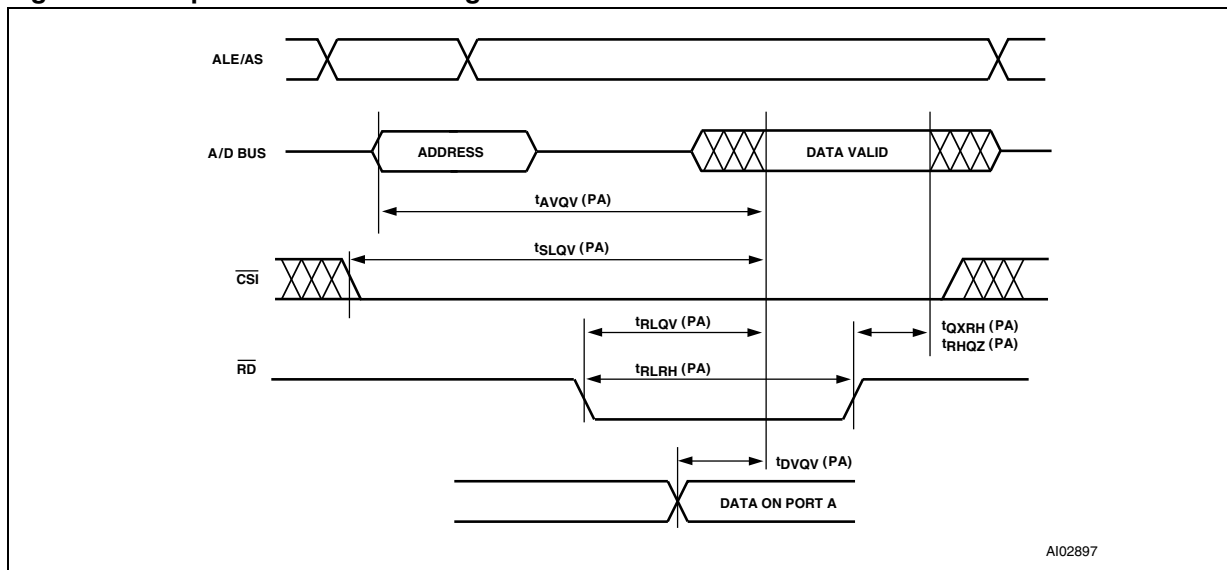 ALE/AS
A/D BUS
ADDRESS
DATA VALID
tAVQV (PA)
tSLQV (PA)
CSI
tRLQV (PA)
tQXRH (PA)
tRHQZ (PA)
RD
tRLRH (PA)
tDVQV (PA)
DATA ON PORT A
AI02897